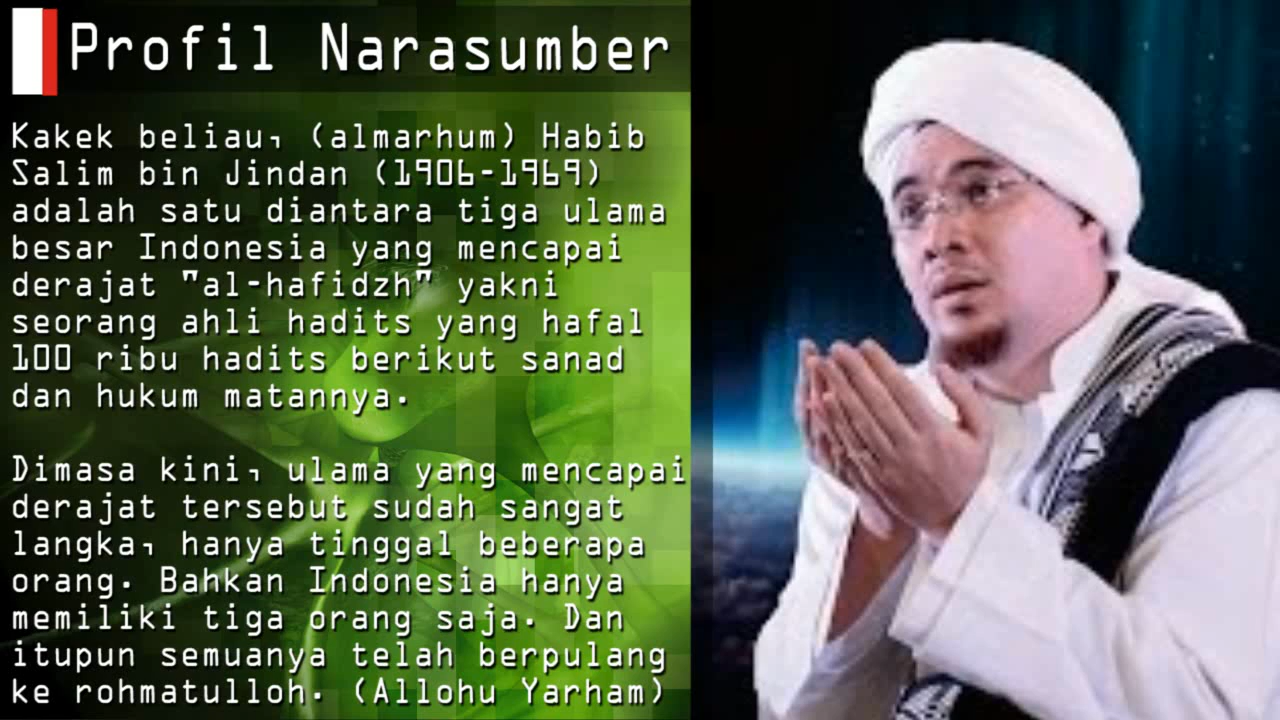 Profil Narasumber
Kakek beliau, (almarhum) Habib
Salim bin Jindan (1906-1969)
adalah satu diantara tiga ulama
besar Indonesia yang mencapai
derajat "al-hafidzh" yakni
seorang ahli hadits yang hafal
100 ribu hadits berikut sanad
dan hukum matannya.
Dimasa kini, ulama yang mencapai
derajat tersebut sudah sangat
langka, hanya tinggal beberapa
orang. Bahkan Indonesia hanya
memiliki tiga orang saja. Dan
itupun semuanya telah berpulang
ke rohmatulloh. (Allohu Yarham)